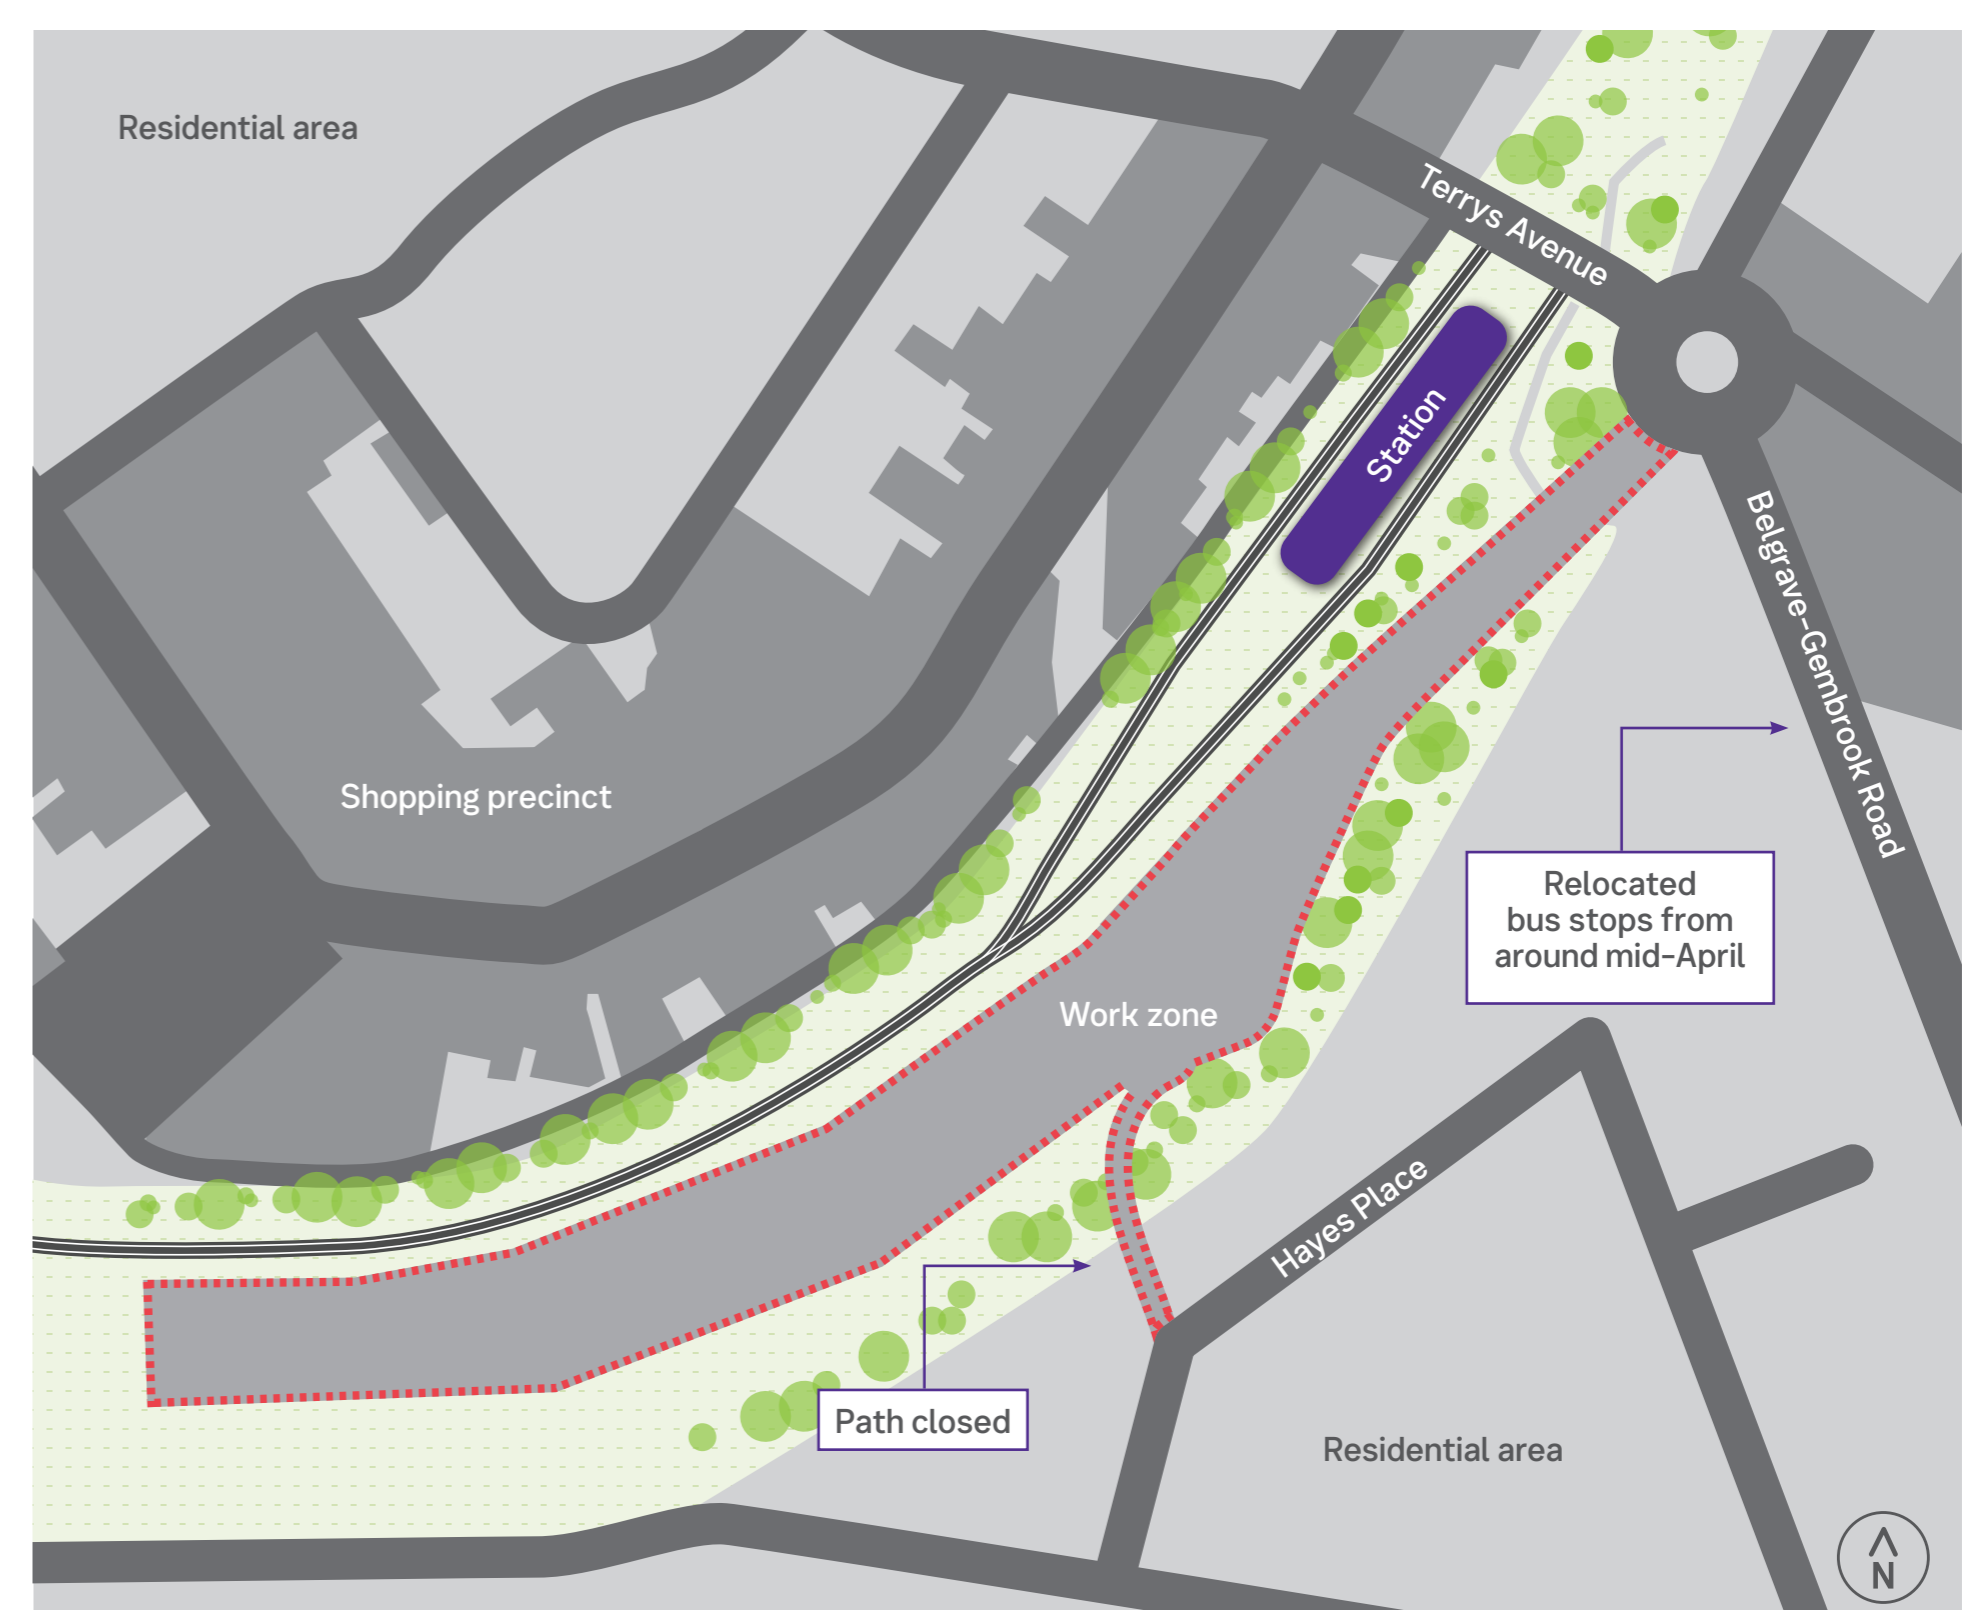 Residential area
Terrys Avenue
Station
Belgrave-Gembrook Road
Shopping precinct
Relocated
bus stops from
around mid-April
Work zone
Hayes Place
Path closed
Residential area
N